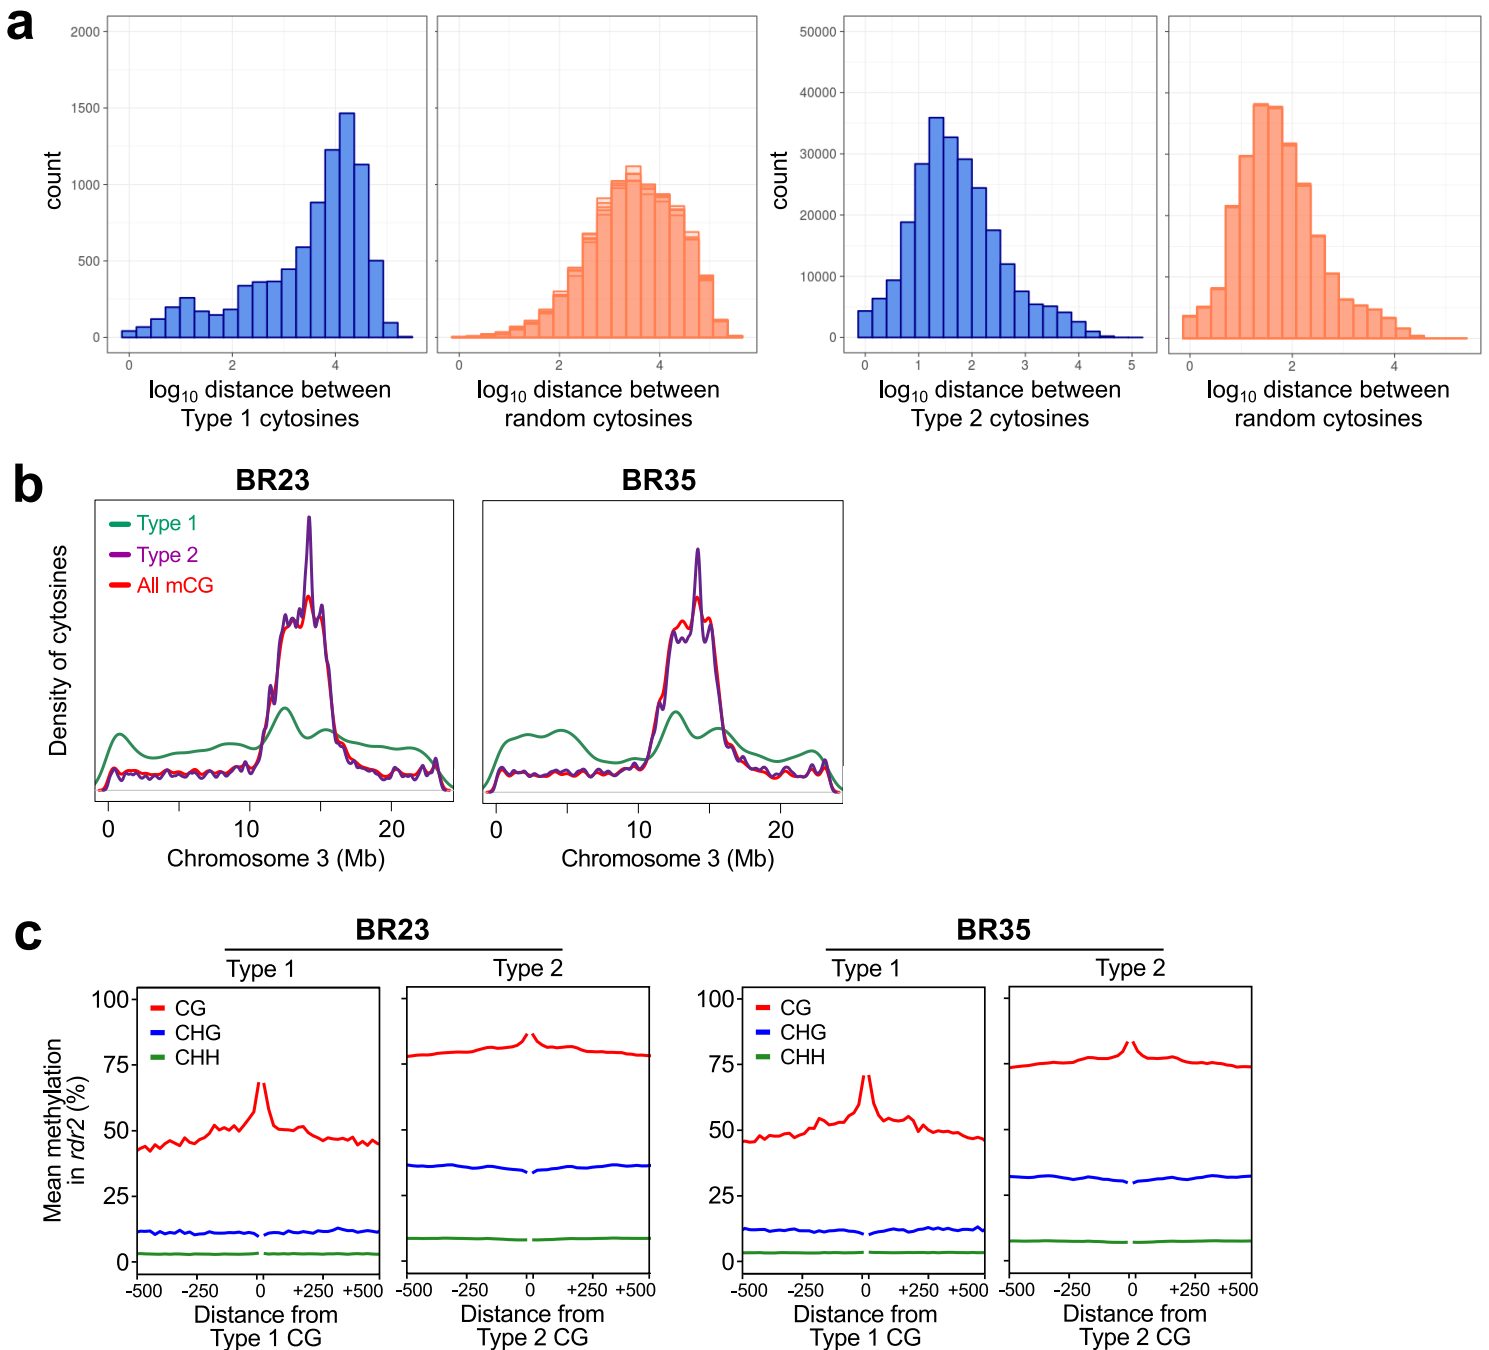 a
2000
1500
1000
500
0
count
0 2 4
log10 distance between
Type 1 cytosines
0 2 4
log10 distance between
random cytosines
50000
40000
30000
20000
10000
0
count
0 1 2 3 4 5
log10 distance between
Type 2 cytosines
0 2 4
log10 distance between
random cytosines
b
BR23
Type 1
Type 2
All mCG
Density of cytosines
0 10 20
Chromosome 3 (Mb)
BR35
0 10 20
Chromosome 3 (Mb)
c
BR23
Type 1
Type 2
100
75
50
25
0
Mean methylation
in rdr2 (%)
CG
CHG
CHH
−500 −250 0 +250 +500
Distance from
Type 1 CG
−500 −250 0 +250 +500
Distance from
Type 2 CG
BR35
Type 1
Type 2
100
75
50
25
0
CG
CHG
CHH
−500 −250 0 +250 +500
Distance from
Type 1 CG
−500 −250 0 +250 +500
Distance from
Type 2 CG